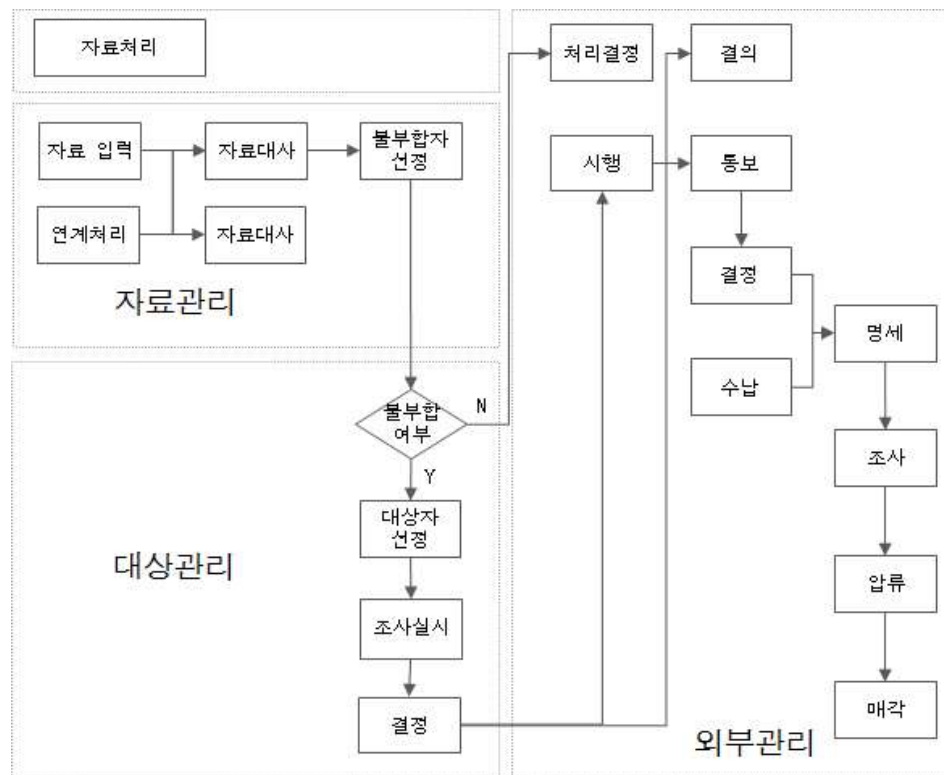 자료처리
자료 입력
자료대사
불부합자
선정
연계처리
자료대사
자료관리
불부합
여부
N
Y
대상자
선정
조사실시
결정
대상관리
처리결정
결의
시행
통보
결정
수납
명세
조사
압류
매각
외부관리